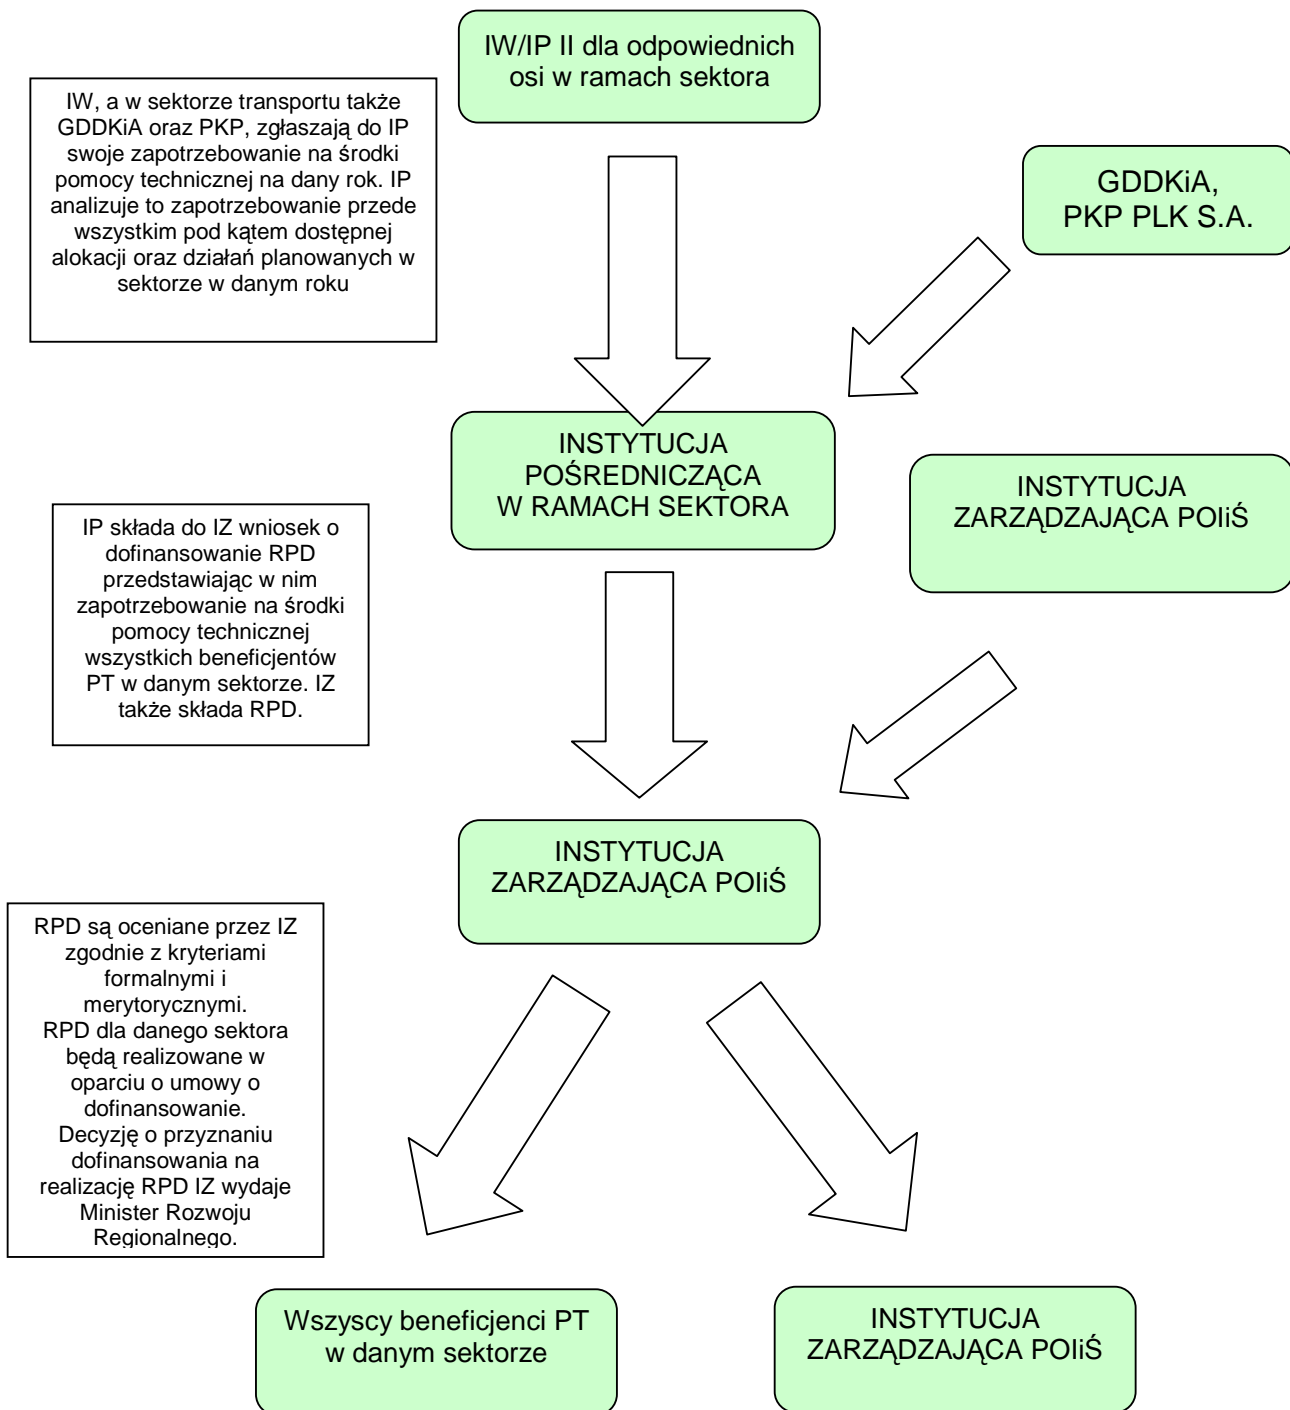 IW/IP II dla odpowiednich
osi w ramach sektora
IW, a w sektorze transportu także
GDDKiA oraz PKP, zgłaszają do IP
swoje zapotrzebowanie na środki
pomocy technicznej na dany rok. IP
analizuje to zapotrzebowanie przede
wszystkim pod kątem dostępnej
alokacji oraz działań planowanych w
sektorze w danym roku
GDDKiA,
PKP PLK S.A.
INSTYTUCJA
POŚREDNICZĄCA
W RAMACH SEKTORA
INSTYTUCJA
ZARZĄDZAJĄCA POIiŚ
IP składa do IZ wniosek o
dofinansowanie RPD
przedstawiając w nim
zapotrzebowanie na środki
pomocy technicznej
wszystkich beneficjentów
PT w danym sektorze. IZ
także składa RPD.
INSTYTUCJA
ZARZĄDZAJĄCA POIiŚ
RPD są oceniane przez IZ
zgodnie z kryteriami
formalnymi i
merytorycznymi.
RPD dla danego sektora
będą realizowane w
oparciu o umowy o
dofinansowanie.
Decyzję o przyznaniu
dofinansowania na
realizację RPD IZ wydaje
Minister Rozwoju
Regionalnego.
Wszyscy beneficjenci PT
w danym sektorze
INSTYTUCJA
ZARZĄDZAJĄCA POIiŚ